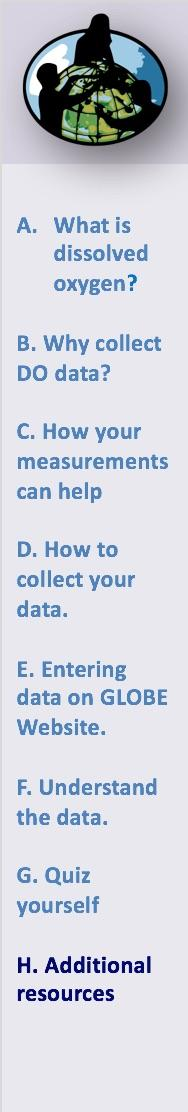 A. What is
dissolved
oxygen?
B. Why collect
DO data?
C. How your
measurements
can help
D. How to
collect your
data.
E. Entering
data on GLOBE
Website.
F. Understand
the data.
G. Quiz
yourself
H. Additional
resources